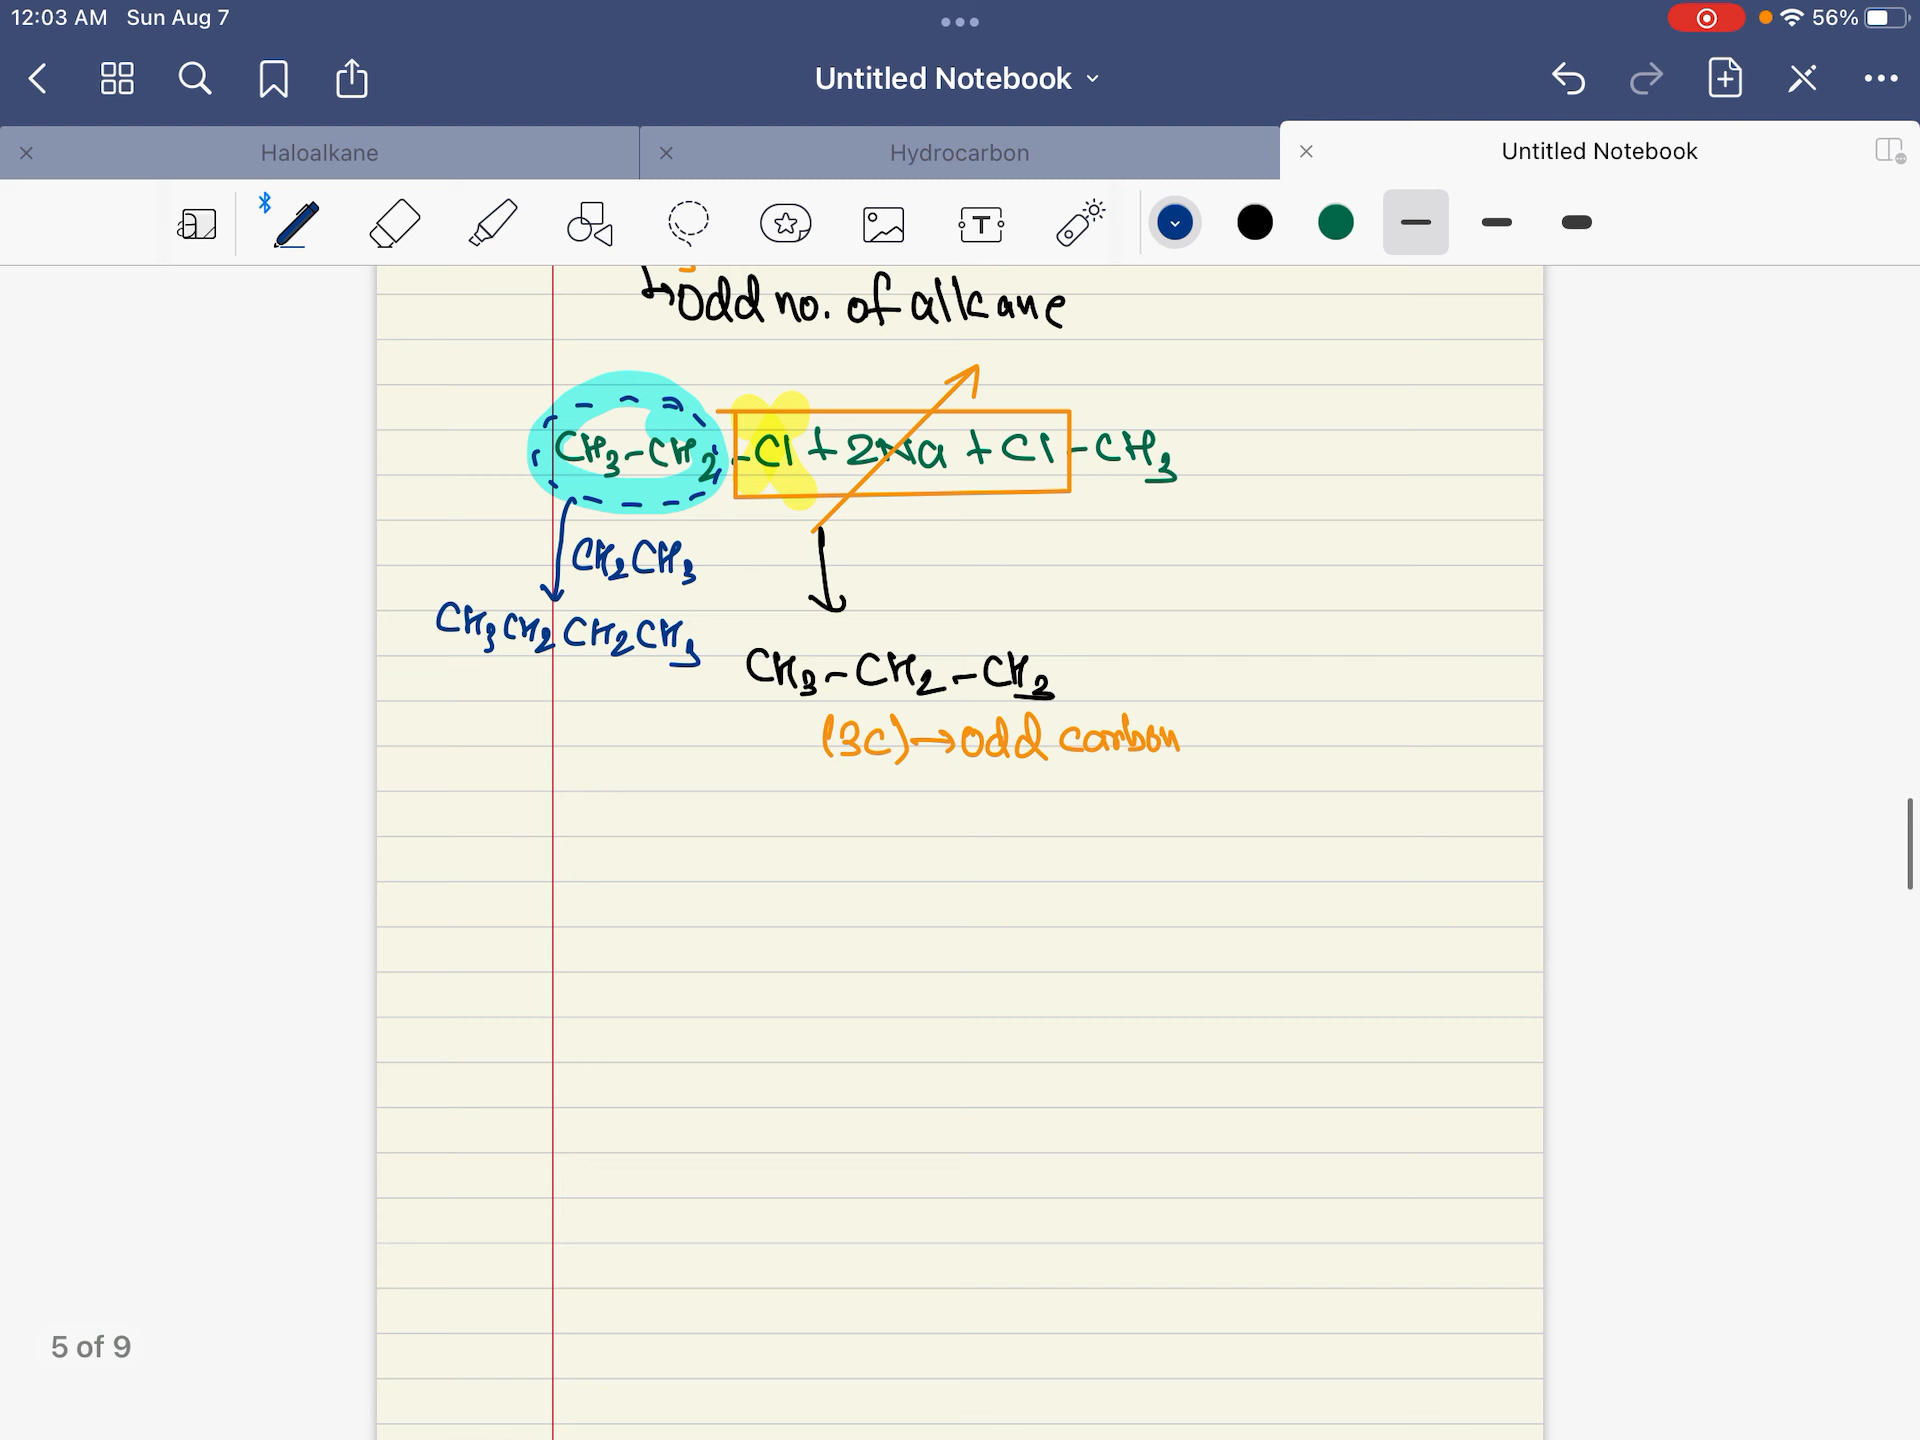 12:03 AM Sun Aug 7
56%
Untitled Notebook
Haloalkane
Hydrocarbon
Untitled Notebook
Odd no. of alkane
CH₃-CH₂-Cl + 2Na + Cl-CH₃
CH₂CH₃
CH₃CH₂CH₂CH₃
CH₃-CH₂-CH₃
(3C)→odd carbon
5 of 9